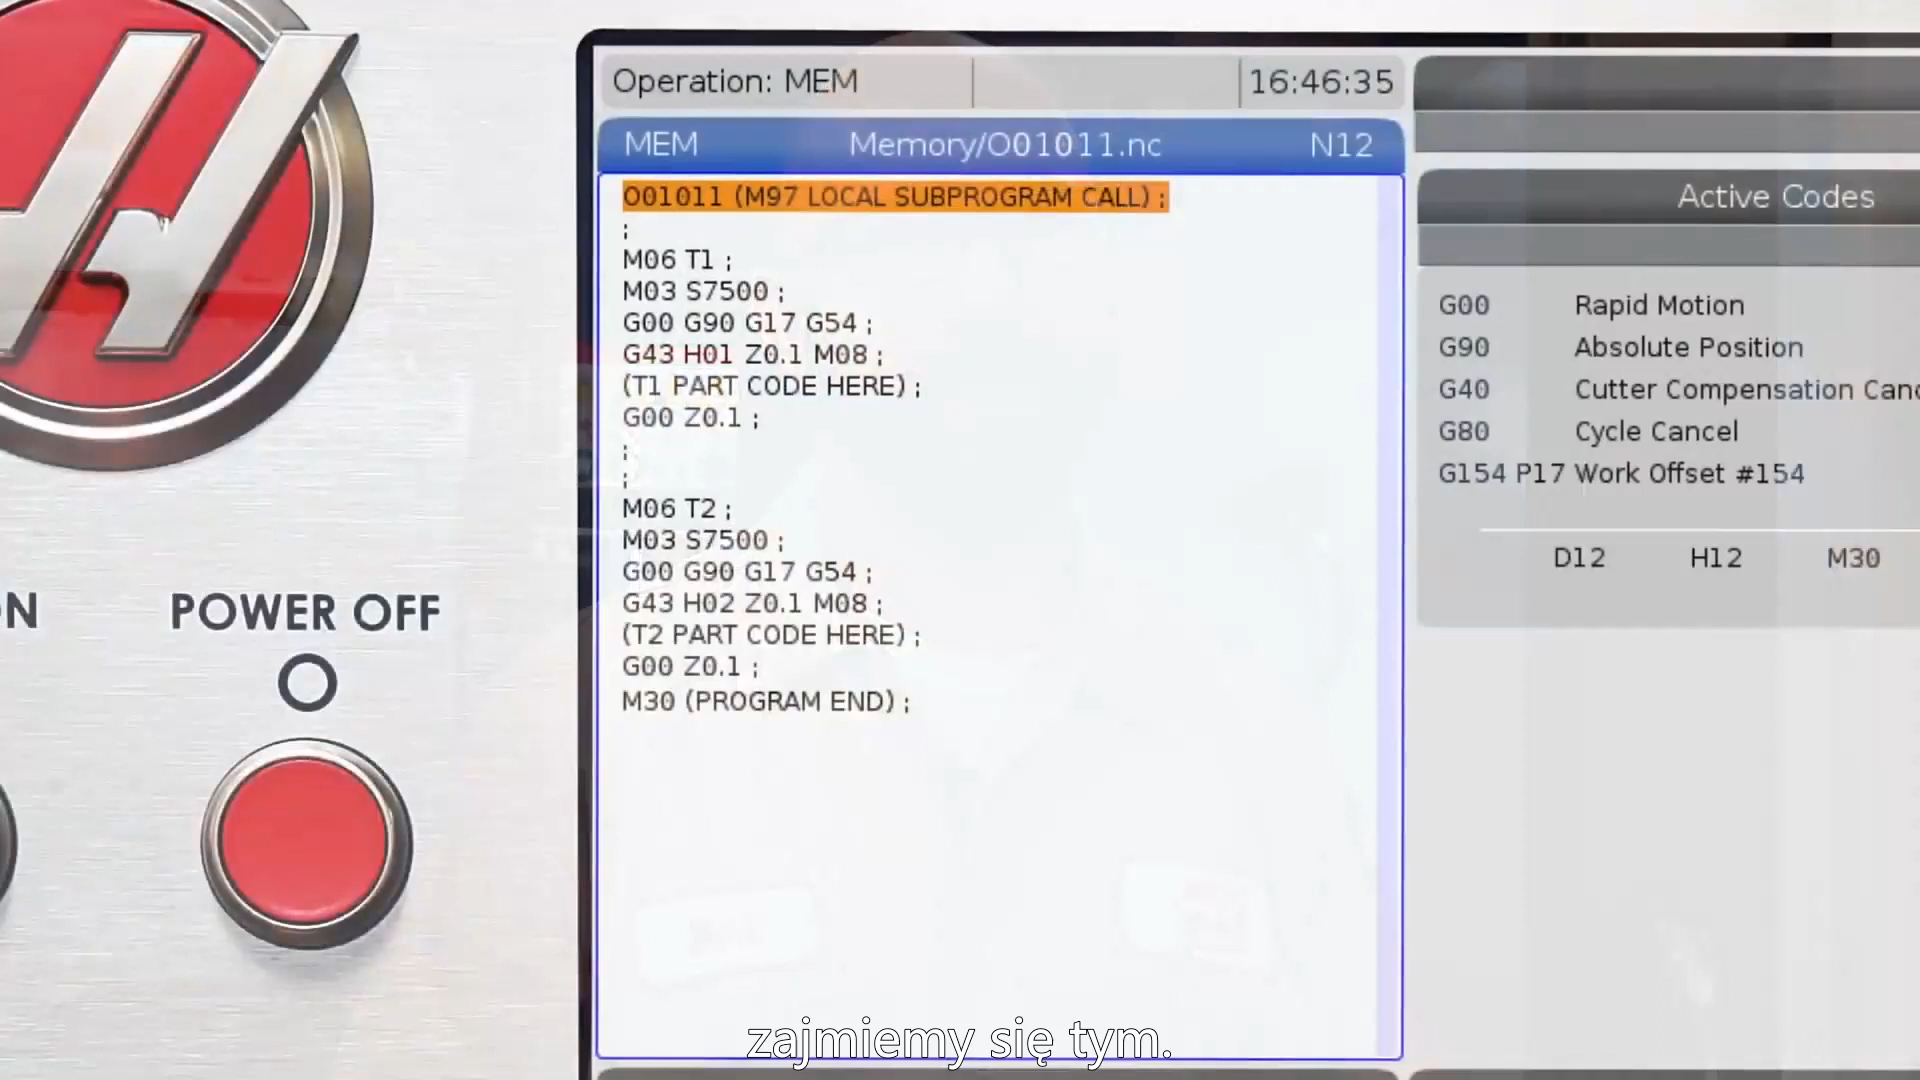 Operation: MEM
16:46:35
MEM Memory/O01011.nc N12
O01011 (M97 LOCAL SUBPROGRAM CALL) ;
;
M06 T1 ;
M03 S7500 ;
G00 G90 G17 G54 ;
G43 H01 Z0.1 M08 ;
(T1 PART CODE HERE) ;
G00 Z0.1 ;
;
;
M06 T2 ;
M03 S7500 ;
G00 G90 G17 G54 ;
G43 H02 Z0.1 M08 ;
(T2 PART CODE HERE) ;
G00 Z0.1 ;
M30 (PROGRAM END) ;
Active Codes
G00 Rapid Motion
G90 Absolute Position
G40 Cutter Compensation
G80 Cycle Cancel
G154 P17 Work Offset #154
D12 H12 M30
POWER OFF
zajmiemy się tym.